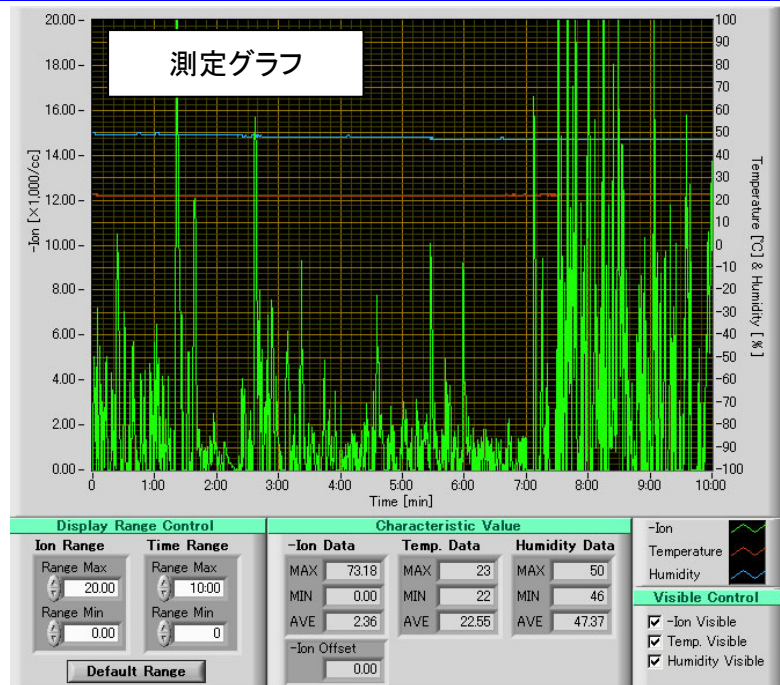 測定グラフ
-Ion [×1,000/cc]
20.00
18.00
16.00
14.00
12.00
10.00
8.00
6.00
4.00
2.00
0.00
100
90
80
70
60
50
40
30
20
10
0
-10
-20
-30
-40
-50
-60
-70
-80
-90
-100
Temperature [℃] & Humidity [%]
0 1:00 2:00 3:00 4:00 5:00 6:00 7:00 8:00 9:00 10:00
Time [min]
Display Range Control
Ion Range Time Range
Range Max Range Max
20.00 10:00
Range Min Range Min
0.00 0
Default Range
Characteristic Value
-Ion Data Temp. Data Humidity Data
MAX 73.18 MAX 23 MAX 50
MIN 0.00 MIN 22 MIN 46
AVE 2.36 AVE 22.55 AVE 47.37
-Ion Offset
0.00
-Ion
Temperature
Humidity
Visible Control
-Ion Visible
Temp. Visible
Humidity Visible